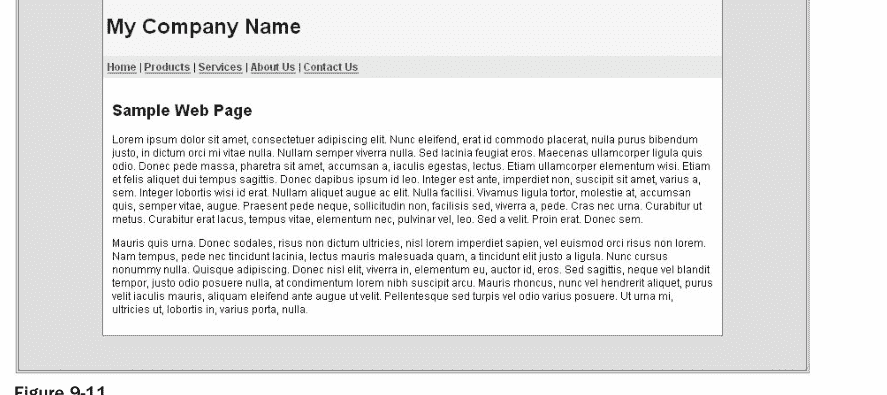 My Company Name
Home | Products | Services | About Us | Contact Us
Sample Web Page
Lorem ipsum dolor sit amet, consectetuer adipiscing elit. Nunc eleifend, erat id commodo placerat, nulla purus bibendum
justo, in dictum orci mi vitae nulla. Nullam semper viverra nulla. Sed lacinia feugiat eros. Maecenas ullamcorper ligula quis
odio. Donec pede massa, pharetra sit amet, accumsan a, iaculis egestas, lectus. Etiam ullamcorper elementum wisi. Etiam
et felis aliquet dui tempus sagittis. Donec dapibus ipsum id leo. Integer est ante, imperdiet non, suscipit sit amet, varius a,
sem. Integer lobortis wisi id erat. Nullam aliquet augue ac elit. Nulla facilisi. Vivamus ligula tortor, molestie at, accumsan
quis, semper vitae, augue. Praesent pede neque, sollicitudin non, facilisis sed, viverra a, pede. Cras nec urna. Curabitur ut
metus. Curabitur erat lacus, tempus vitae, elementum nec, pulvinar vel, leo. Sed a velit. Proin erat. Donec sem.
Mauris quis urna. Donec sodales, risus non dictum ultricies, nisl lorem imperdiet sapien, vel euismod orci risus non lorem.
Nam tempus, pede nec tincidunt lacinia, lectus mauris malesuada quam, a tincidunt elit justo a ligula. Nunc cursus
nonummy nulla. Quisque adipiscing. Donec nisl elit, viverra in, elementum eu, auctor id, eros. Sed sagittis, neque vel blandit
tempor, justo odio posuere nulla, at condimentum lorem nibh suscipit arcu. Mauris rhoncus, nunc vel hendrerit aliquet, purus
velit iaculis mauris, aliquam eleifend ante augue ut velit. Pellentesque sed turpis vel odio varius posuere. Ut urna mi,
ultricies ut, lobortis in, varius porta, nulla.
Figure 9-11